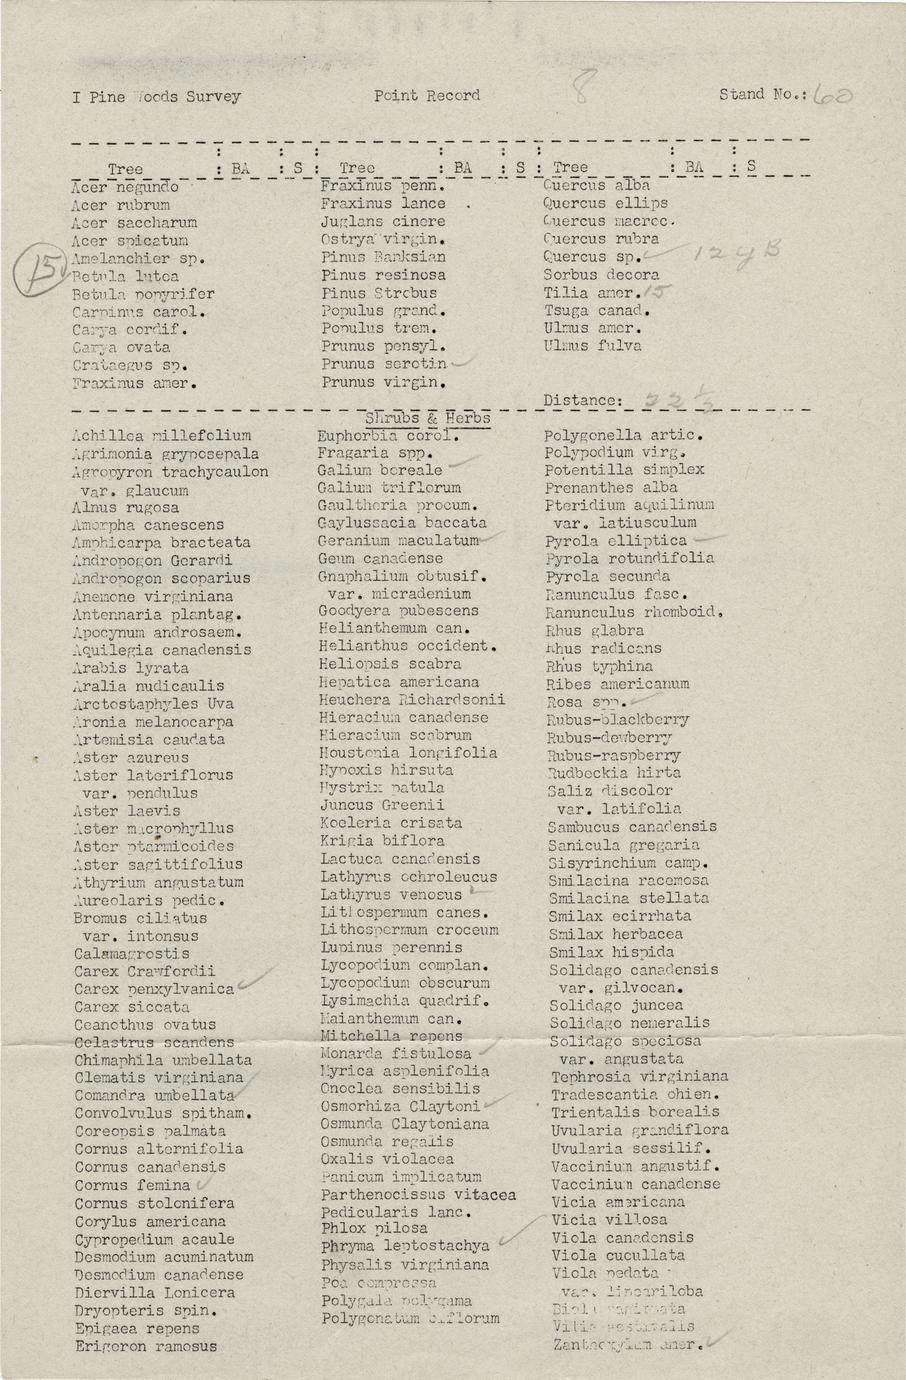 I Pine Woods Survey Point Record 8 Stand No.: 60
Tree : BA : S : Tree : BA : S : Tree : BA : S
Acer negundo
Acer rubrum
Acer saccharum
Acer spicatum
15 Amelanchier sp.
Betula lutea
Betula popyrifer
Carpinus carol.
Carya cordif.
Carya ovata
Crataegus sp.
Fraxinus amer.
Fraxinus penn.
Fraxinus lance .
Juglans cinere
Ostrya virgin.
Pinus Banksian
Pinus resinosa
Pinus Strobus
Populus grand.
Populus trem.
Prunus pensyl.
Prunus serotin ✓
Prunus virgin.
Quercus alba
Quercus ellips
Quercus macroc.
Quercus rubra
Quercus sp. ✓ 12 y B
Sorbus decora
Tilia amer. 15
Tsuga canad.
Ulmus amer.
Ulmus fulva
Distance: 22 1/2
Shrubs & Herbs
Achillea millefolium
Agrimonia gryposepala
Agropyron trachycaulon
var. glaucum
Alnus rugosa
Amorpha canescens
Amphicarpa bracteata
Andropogon Gerardi
Andropogon scoparius
Anemone virginiana
Antennaria plantag.
Apocynum androsaem.
Aquilegia canadensis
Arabis lyrata
Aralia nudicaulis
Arctostaphyles Uva
Aronia melanocarpa
Artemisia caudata
Aster azureus
Aster lateriflorus
var. pendulus
Aster laevis
Aster macrophyllus
Aster ptarmicoides
Aster sagittifolius
Athyrium angustatum
Aureolaris pedic.
Bromus ciliatus
var. intonsus
Calamagrostis
Carex Crawfordii
Carex penxylvanica ✓
Carex siccata
Ceanothus ovatus
Celastrus scandens
Chimaphila umbellata
Clematis virginiana
Comandra umbellata ✓
Convolvulus spitham.
Coreopsis palmata
Cornus alternifolia
Cornus canadensis
Cornus femina ✓
Cornus stolonifera
Corylus americana
Cypropedium acaule
Desmodium acuminatum
Desmodium canadense
Diervilla Lonicera
Dryopteris spin.
Epigaea repens
Erigeron ramosus
Euphorbia corol.
Fragaria spp.
Galium boreale ✓
Galium triflorum
Gaultheria procum.
Gaylussacia baccata
Geranium maculatum ✓
Geum canadense
Gnaphalium obtusif.
var. micradenium
Goodyera pubescens
Helianthemum can.
Helianthus occident.
Heliopsis scabra
Hepatica americana
Heuchera Richardsonii
Hieracium canadense
Hieracium scabrum
Houstonia longifolia
Hypoxis hirsuta
Hystrix patula
Juncus Greenii
Koeleria crisata
Krigia biflora
Lactuca canadensis
Lathyrus ochroleucus
Lathyrus venosus ✓
Lithospermum canes.
Lithospermum croceum
Lupinus perennis
Lycopodium complan.
Lycopodium obscurum
Lysimachia quadrif.
Maianthemum can.
Mitchella repens
Monarda fistulosa ✓
Myrica asplenifolia
Onoclea sensibilis
Osmorhiza Claytoni ✓
Osmunda Claytoniana
Osmunda regalis
Oxalis violacea
Panicum implicatum
Parthenocissus vitacea
Pedicularis lanc.
Phlox pilosa
Phryma leptostachya ✓
Physalis virginiana
Poa compressa
Polygala polygama
Polygonatum biflorum
Polygonella artic.
Polypodium virg.
Potentilla simplex
Prenanthes alba
Pteridium aquilinum
var. latiusculum
Pyrola elliptica ✓
Pyrola rotundifolia
Pyrola secunda
Ranunculus fasc.
Ranunculus rhomboid.
Rhus glabra
Rhus radicans
Rhus typhina
Ribes americanum
Rosa spp. ✓
Rubus-blackberry
Rubus-dewberry
Rubus-raspberry
Rudbeckia hirta
Saliz discolor
var. latifolia
Sambucus canadensis
Sanicula gregaria
Sisyrinchium camp.
Smilacina racemosa
Smilacina stellata
Smilax ecirrhata
Smilax herbacea
Smilax hispida
Solidago canadensis
var. gilvocan.
Solidago juncea
Solidago nemeralis
Solidago speciosa
var. angustata
Tephrosia virginiana
Tradescantia ohien.
Trientalis borealis
Uvularia grandiflora
Uvularia sessilif.
Vaccinium angustif.
Vaccinium canadense
Vicia americana
Vicia villosa
Viola canadensis
Viola cucullata
Viola pedata
var. lineariloba
Vitis aestivalis
Zanthoxylum amer. ✓